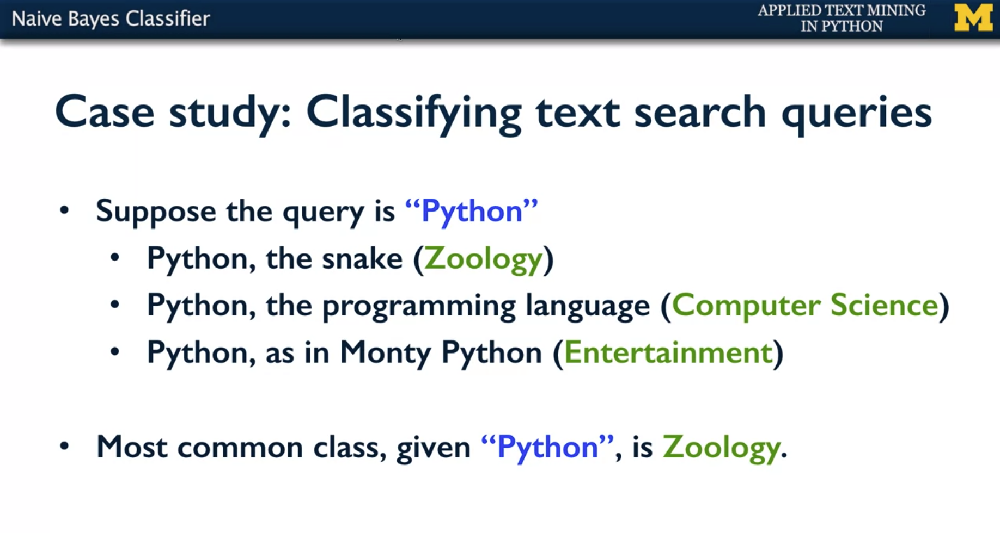 Naive Bayes Classifier
APPLIED TEXT MINING
IN PYTHON
M
Case study: Classifying text search queries
• Suppose the query is “Python”
• Python, the snake (Zoology)
• Python, the programming language (Computer Science)
• Python, as in Monty Python (Entertainment)
• Most common class, given “Python”, is Zoology.